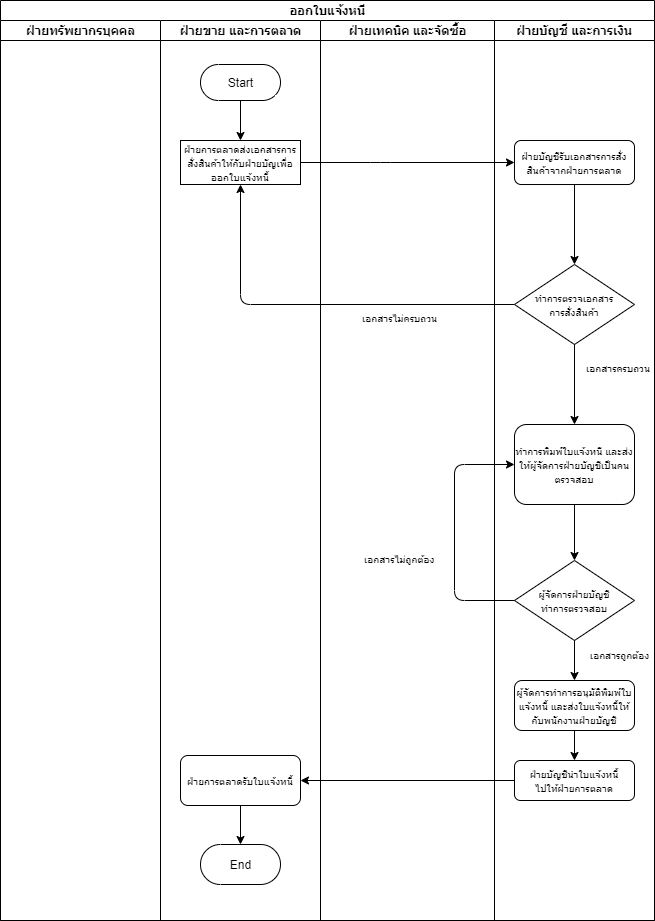 ออกใบแจ้งหนี้
ฝ่ายทรัพยากรบุคคล
ฝ่ายขาย และการตลาด
ฝ่ายเทคนิค และจัดซื้อ
ฝ่ายบัญชี และการเงิน
Start
ฝ่ายการตลาดส่งเอกสารการ
สั่งสินค้าให้กับฝ่ายบัญเพื่อ
ออกใบแจ้งหนี้
ฝ่ายบัญชีรับเอกสารการสั่ง
สินค้าจากฝ่ายการตลาด
ทำการตรวจเอกสาร
การสั่งสินค้า
เอกสารไม่ครบถวน
เอกสารครบถวน
ทำการพิมพ์ใบแจ้งหนี้ และส่ง
ให้ผู้จัดการฝ่ายบัญชีเป็นคน
ตรวจสอบ
เอกสารไม่ถูกต้อง
ผู้จัดการฝ่ายบัญชี
ทำการตรวจสอบ
เอกสารถูกต้อง
ผู้จัดการทำการอนุมัติพิมพ์ใบ
แจ้งหนี้ และส่งใบแจ้งหนี้ให้
กับพนักงานฝ่ายบัญชี
ฝ่ายการตลาดรับใบแจ้งหนี้
ฝ่ายบัญชีนำใบแจ้งหนี้
ไปให้ฝ่ายการตลาด
End